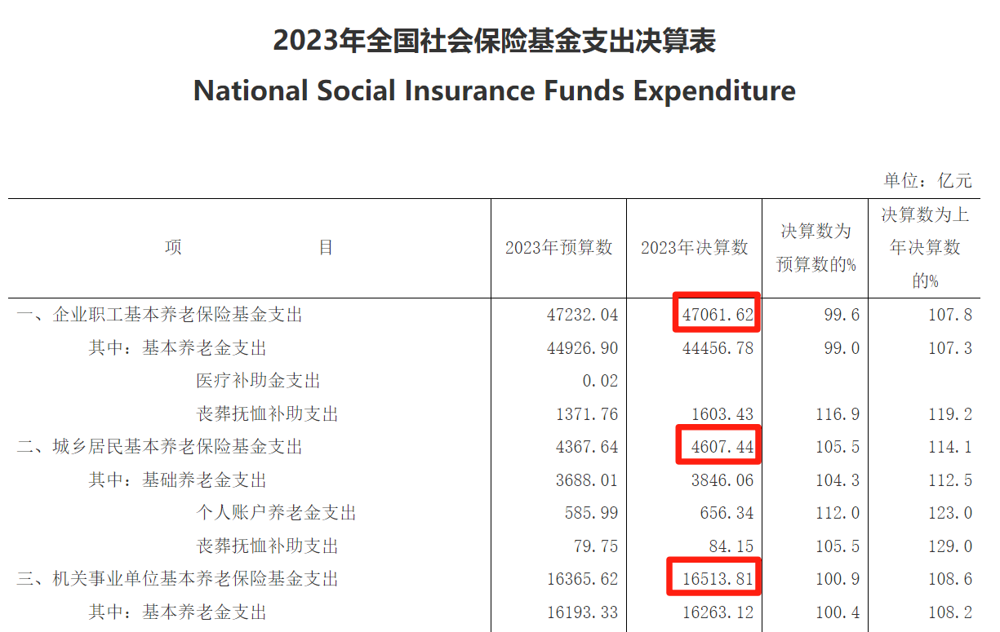 2023年全国社会保险基金支出决算表
National Social Insurance Funds Expenditure
单位：亿元
项 目 2023年预算数 2023年决算数 决算数为预算数的% 决算数为上年决算数的%
一、企业职工基本养老保险基金支出 47232.04 47061.62 99.6 107.8
其中：基本养老金支出 44926.90 44456.78 99.0 107.3
医疗补助金支出 0.02
丧葬抚恤补助支出 1371.76 1603.43 116.9 119.2
二、城乡居民基本养老保险基金支出 4367.64 4607.44 105.5 114.1
其中：基础养老金支出 3688.01 3846.06 104.3 112.5
个人账户养老金支出 585.99 656.34 112.0 123.0
丧葬抚恤补助支出 79.75 84.15 105.5 129.0
三、机关事业单位基本养老保险基金支出 16365.62 16513.81 100.9 108.6
其中：基本养老金支出 16193.33 16263.12 100.4 108.2